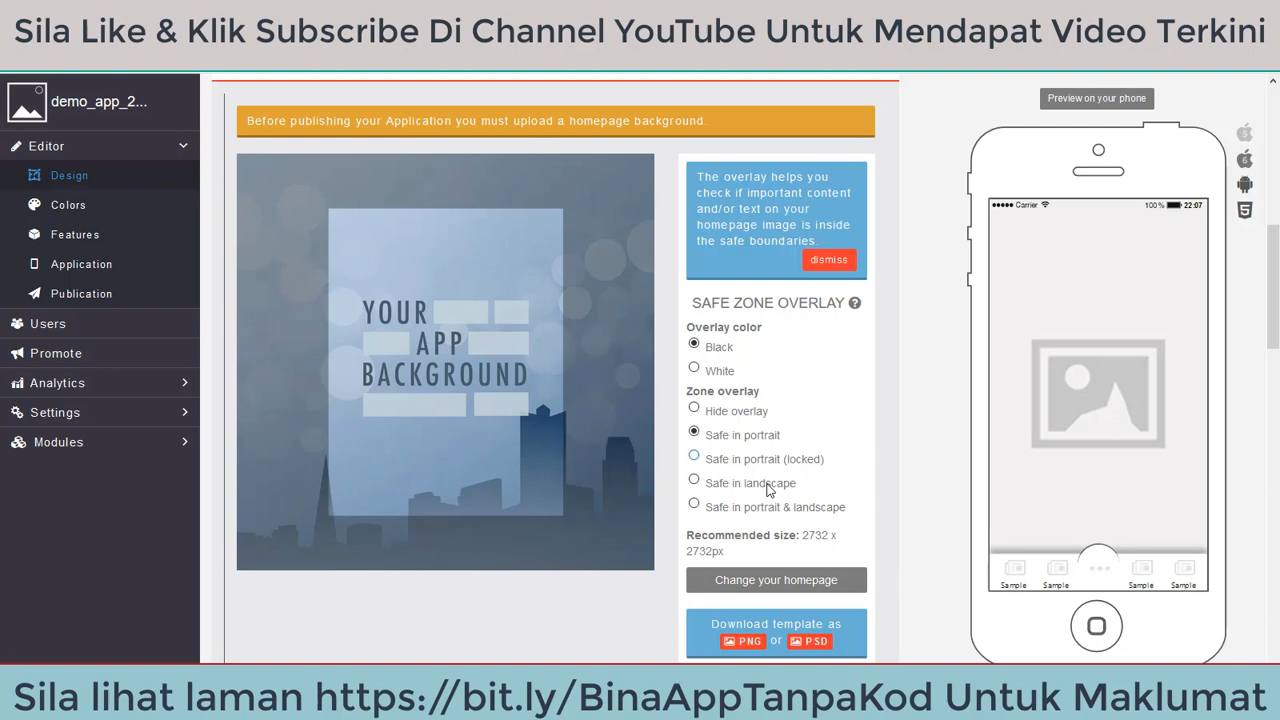 Sila Like & Klik Subscribe Di Channel YouTube Untuk Mendapat Video Terkini
demo_app_2...
Editor
Design
Colors
Features
Application
Publication
Users
Promote
Analytics
Settings
Modules
Before publishing your Application you must upload a homepage background.
YOUR
APP
BACKGROUND
The overlay helps you
check if important content
and/or text on your
homepage image is inside
the safe boundaries.
dismiss
SAFE ZONE OVERLAY ?
Overlay color
Black
White
Zone overlay
Hide overlay
Safe in portrait
Safe in portrait (locked)
Safe in landscape
Safe in portrait & landscape
Recommended size: 2732 x
2732px
Change your homepage
Download template as
PNG or PSD
Preview on your phone
Carrier 100% 22:07
Sample Sample Sample Sample
5
6
5
Sila lihat laman https://bit.ly/BinaAppTanpaKod Untuk Maklumat